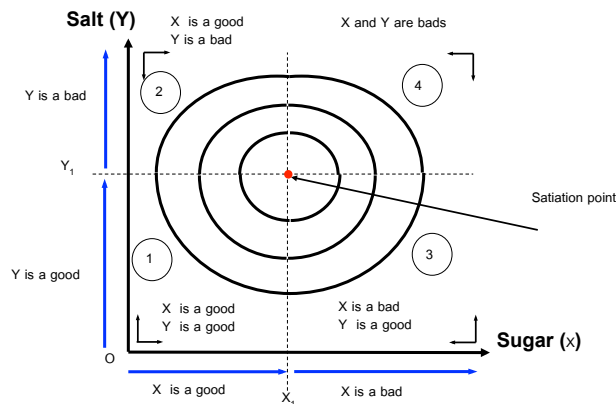 Salt (Y)
X is a good
Y is a bad
X and Y are bads
2
4
Y is a bad
Y1
Satiation point
1
3
Y is a good
X is a good
Y is a good
X is a bad
Y is a good
Sugar (x)
O
X is a good
X1
X is a bad